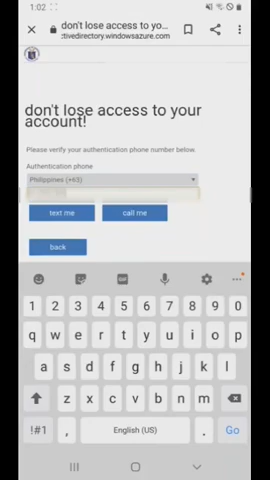 1:02
don't lose access to yo...
:tivedirectory.windowsazure.com
don't lose access to your
account!
Please verify your authentication phone number below.
Authentication phone
Philippines (+63)
text me call me
back
GIF
1 2 3 4 5 6 7 8 9 0
q w e r t y u i o p
a s d f g h j k l
z x c v b n m
!#1 , English (US) . Go